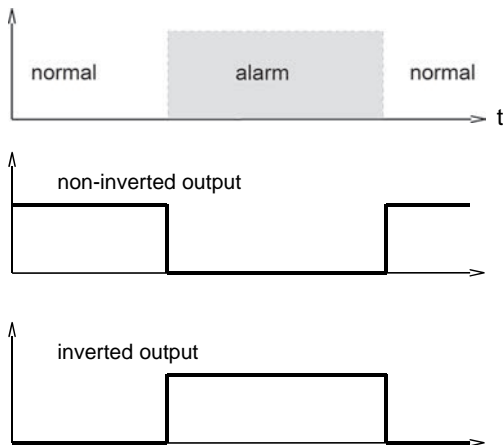 normal alarm normal
t
non-inverted output
inverted output